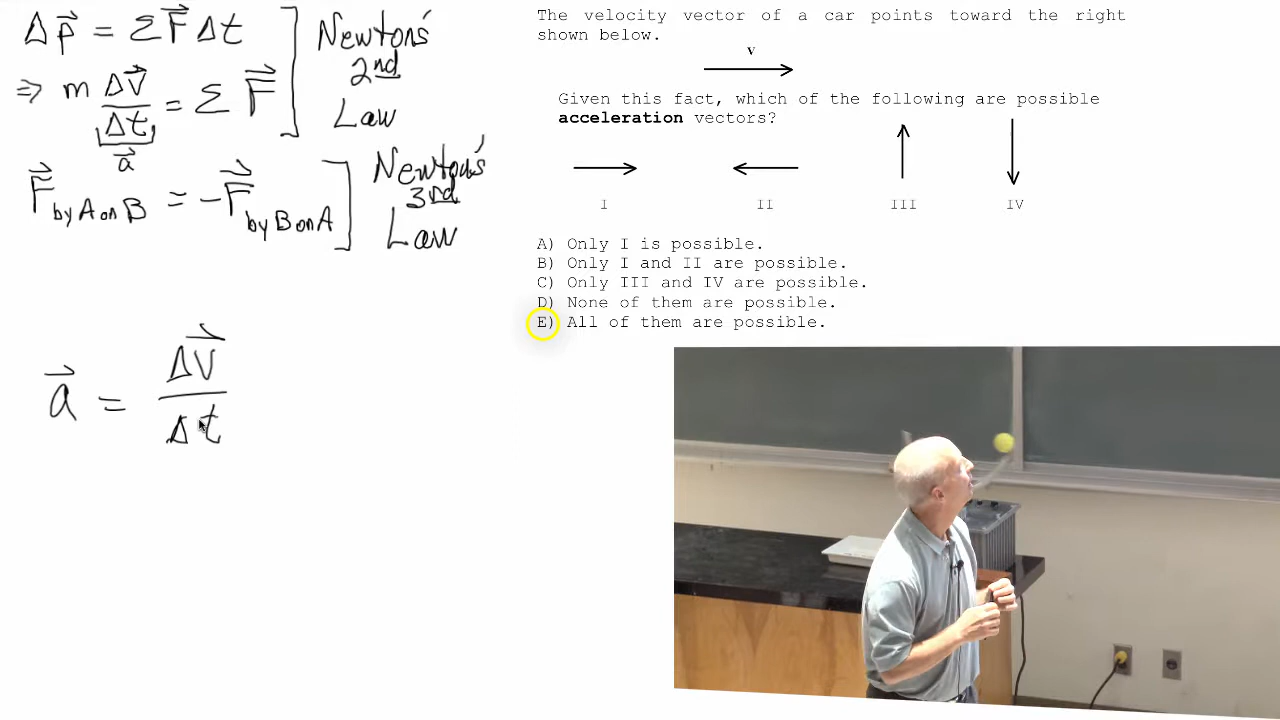 Δp⃗ = ΣF⃗ Δt
⇒ m Δv⃗/Δt = Σ F⃗
a⃗
Newton's
2nd
Law
F⃗ by A on B = -F⃗ by B on A
Newton's
3rd
Law
a⃗ = Δv⃗/Δt
The velocity vector of a car points toward the right
shown below.
v
Given this fact, which of the following are possible
acceleration vectors?
I II III IV
A) Only I is possible.
B) Only I and II are possible.
C) Only III and IV are possible.
D) None of them are possible.
E) All of them are possible.